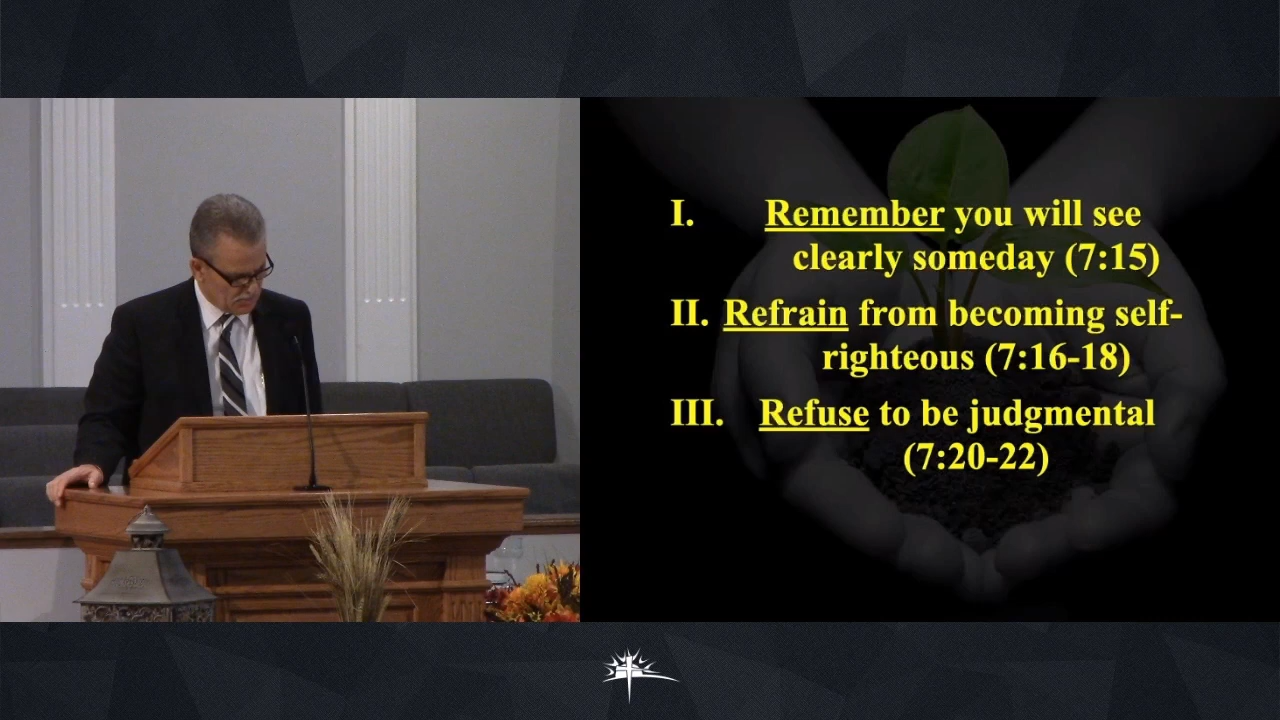 I. Remember you will see
clearly someday (7:15)
II. Refrain from becoming self-
righteous (7:16-18)
III. Refuse to be judgmental
(7:20-22)